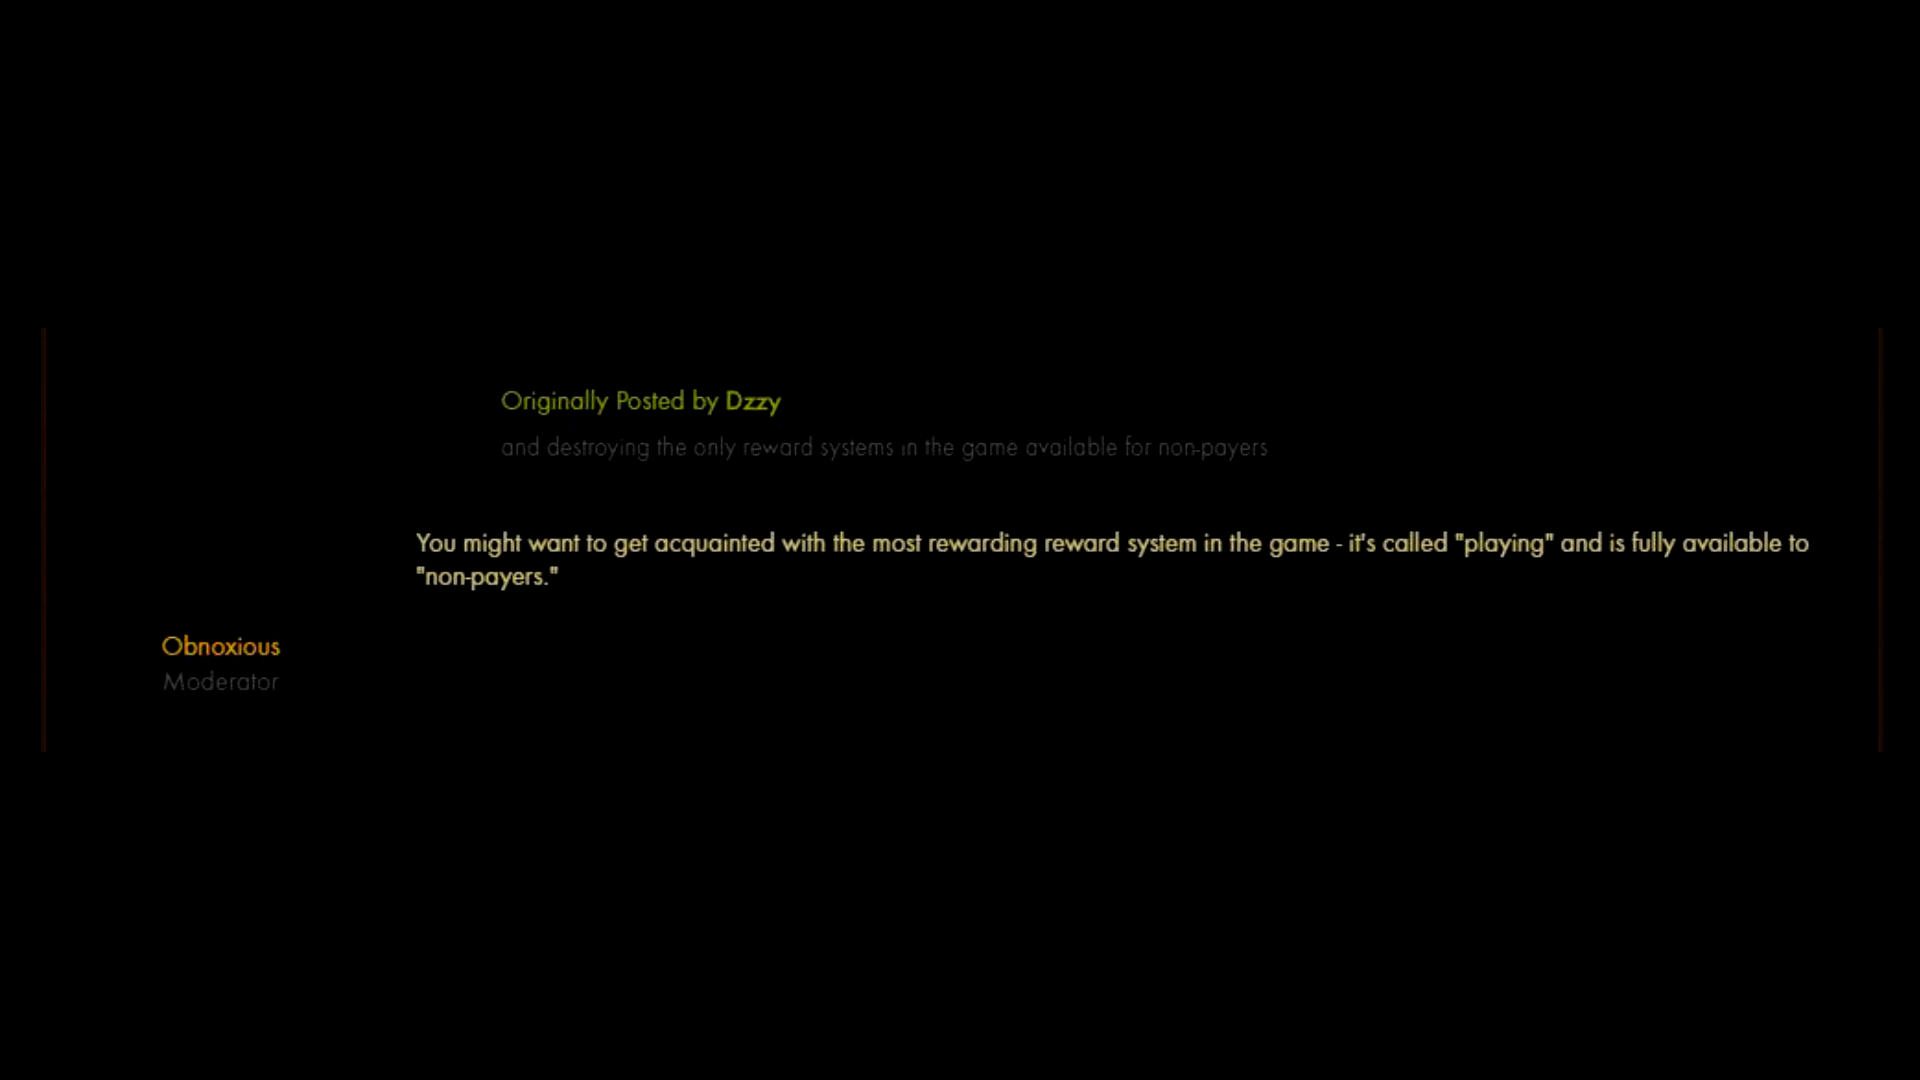 Originally Posted by Dzzy
and destroying the only reward systems in the game available for non-payers
You might want to get acquainted with the most rewarding reward system in the game - it's called "playing" and is fully available to
"non-payers."
Obnoxious
Moderator